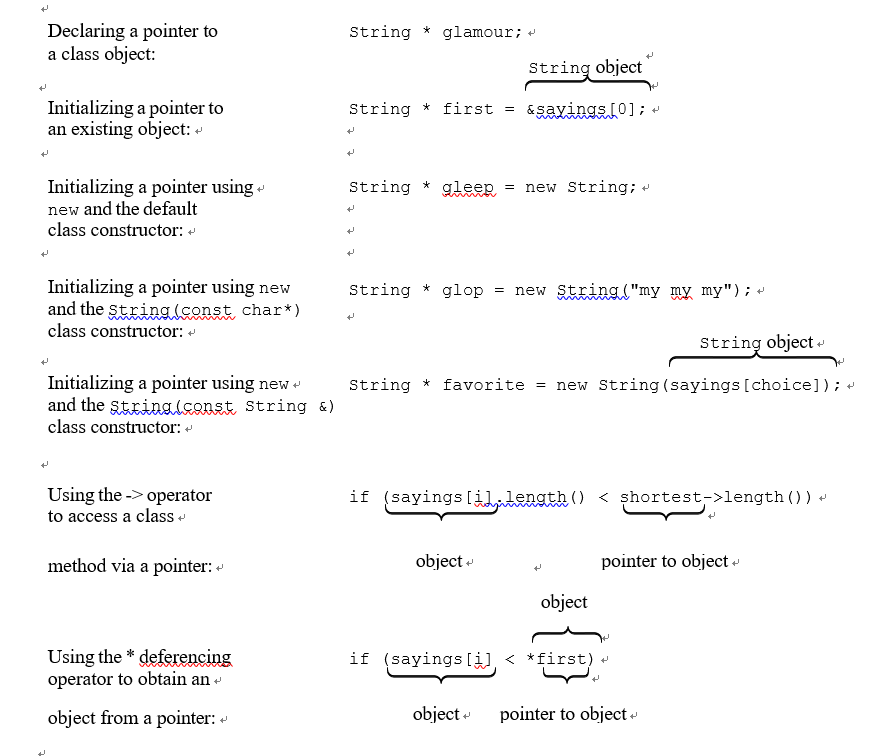 Declaring a pointer to
a class object:
String * glamour;
String object
Initializing a pointer to
an existing object:
String * first = &sayings[0];
Initializing a pointer using
new and the default
class constructor:
String * gleep = new String;
Initializing a pointer using new
and the String(const char*)
class constructor:
String * glop = new String("my my my");
String object
Initializing a pointer using new
and the String(const String &)
class constructor:
String * favorite = new String(sayings[choice]);
Using the -> operator
to access a class
method via a pointer:
if (sayings[i].length() < shortest->length())
object
pointer to object
object
Using the * deferencing
operator to obtain an
object from a pointer:
if (sayings[i] < *first)
object
pointer to object